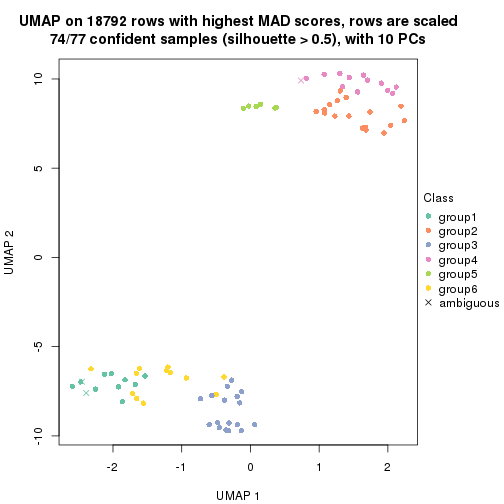 UMAP on 18792 rows with highest MAD scores, rows are scaled
74/77 confident samples (silhouette > 0.5), with 10 PCs
10
5
0
-5
-10
UMAP 2
-2
-1
0
1
2
UMAP 1
Class
group1
group2
group3
group4
group5
group6
ambiguous